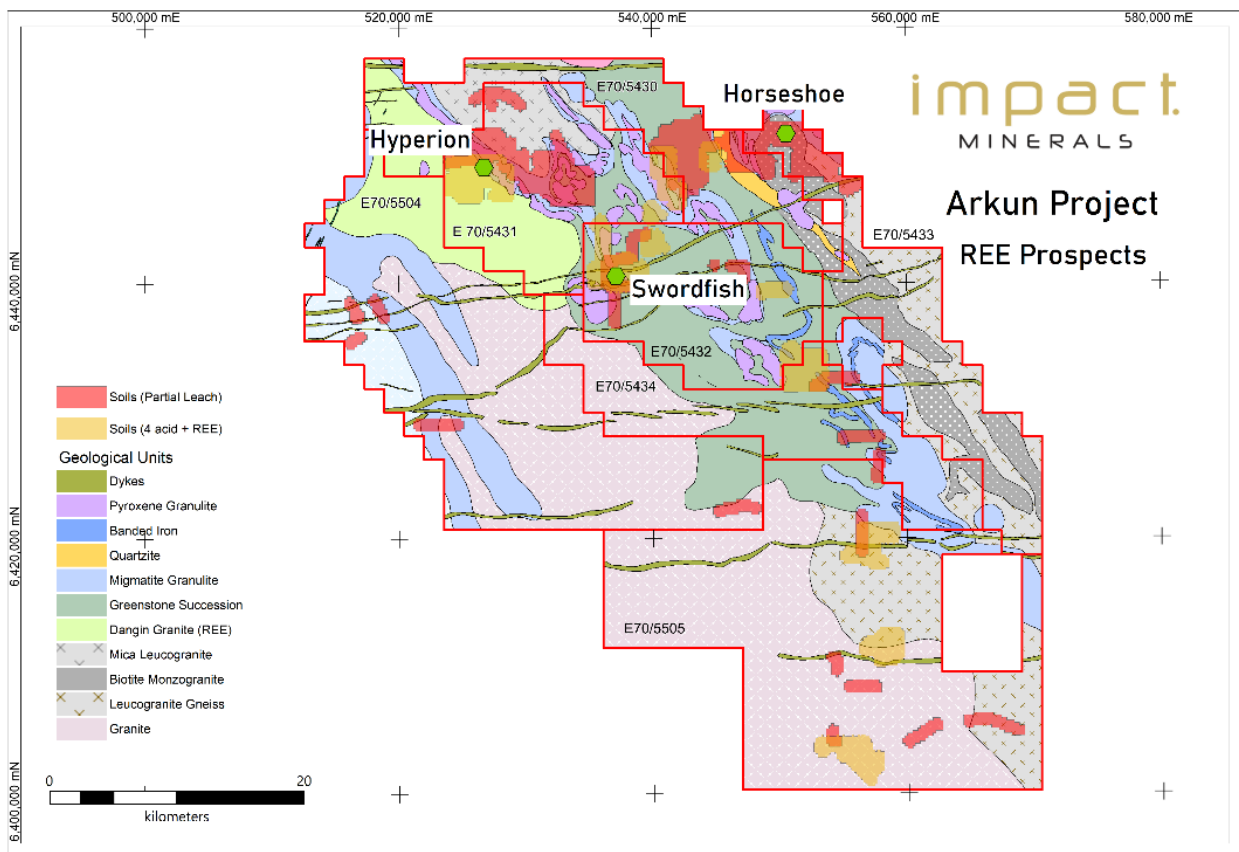 500,000 mE
520,000 mE
540,000 mE
560,000 mE
580,000 mE
6,440,000 mN
6,420,000 mN
6,400,000 mN
impact.
MINERALS
Arkun Project
REE Prospects
Horseshoe
Hyperion
Swordfish
E70/5430
E70/5504
E 70/5431
E70/5433
E70/5432
E70/5434
E70/5505
Soils (Partial Leach)
Soils (4 acid + REE)
Geological Units
Dykes
Pyroxene Granulite
Banded Iron
Quartzite
Migmatite Granulite
Greenstone Succession
Dangin Granite (REE)
Mica Leucogranite
Biotite Monzogranite
Leucogranite Gneiss
Granite
0
20
kilometers